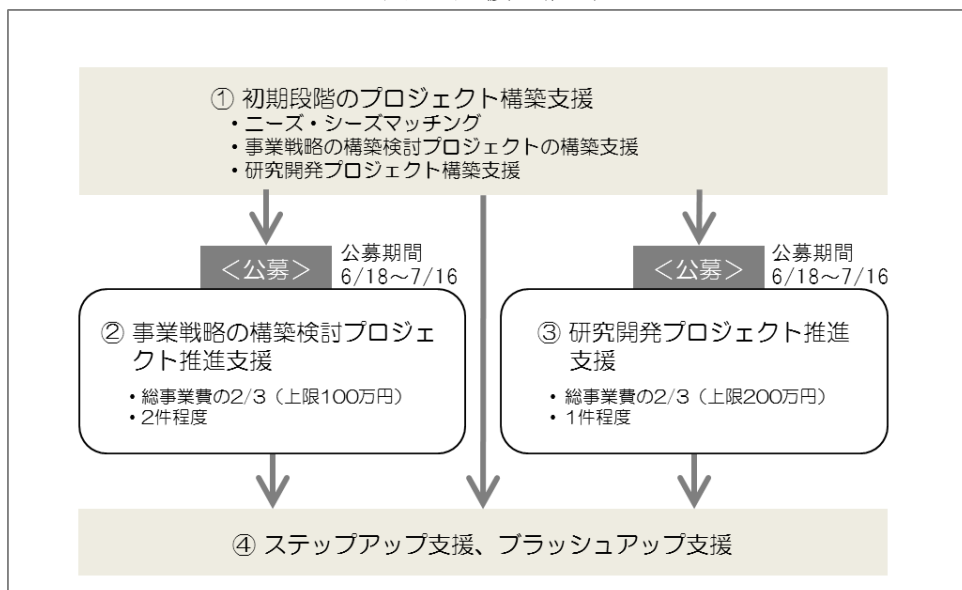 ① 初期段階のプロジェクト構築支援
・ニーズ・シーズマッチング
・事業戦略の構築検討プロジェクトの構築支援
・研究開発プロジェクト構築支援
＜公募＞
公募期間
6/18～7/16
② 事業戦略の構築検討プロジェ
クト推進支援
・総事業費の2/3（上限100万円）
・2件程度
＜公募＞
公募期間
6/18～7/16
③ 研究開発プロジェクト推進
支援
・総事業費の2/3（上限200万円）
・1件程度
④ ステップアップ支援、ブラッシュアップ支援